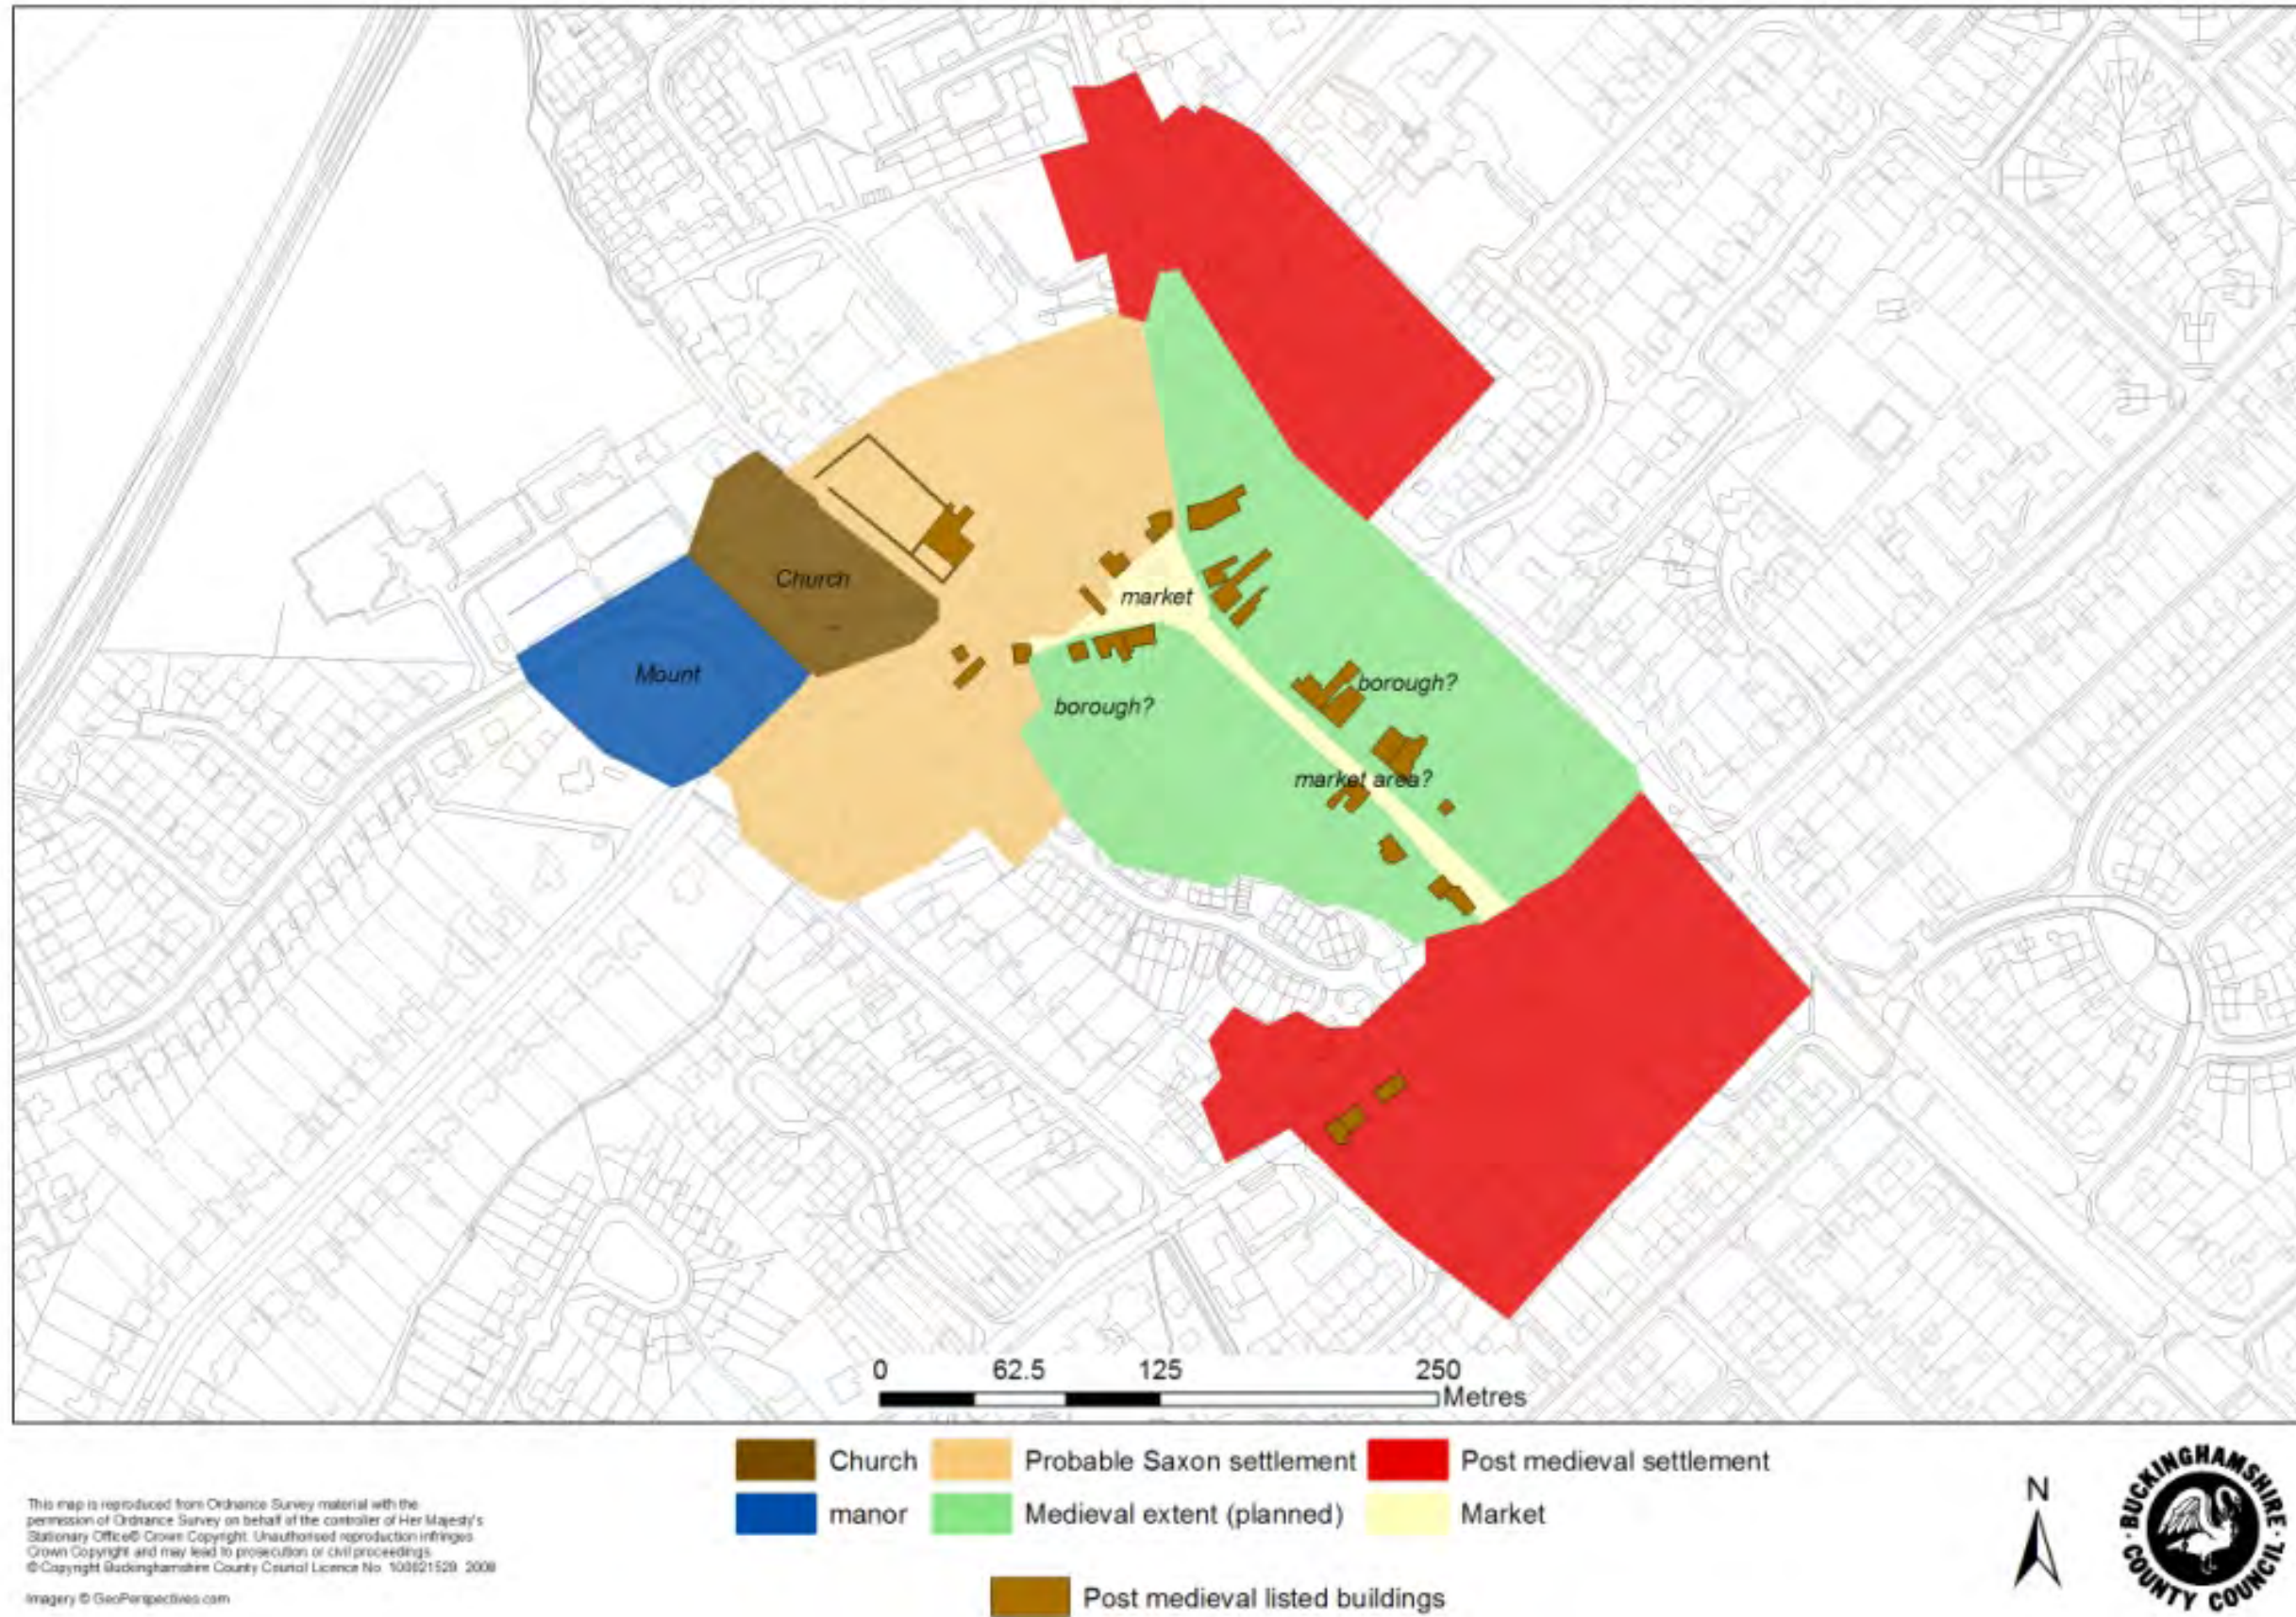 Church
Mount
market
borough?
borough?
market area?
0 62.5 125 250
Metres
Church Probable Saxon settlement Post medieval settlement
manor Medieval extent (planned) Market
Post medieval listed buildings
This map is reproduced from Ordnance Survey material with the
permission of Ordnance Survey on behalf of the controller of Her Majesty's
Stationary Office© Crown Copyright. Unauthorised reproduction infringes
Crown Copyright and may lead to prosecution or civil proceedings.
© Copyright Buckinghamshire County Council Licence No. 100021529 2008
Imagery © GeoPerspectives.com
N
BUCKINGHAMSHIRE
COUNTY COUNCIL